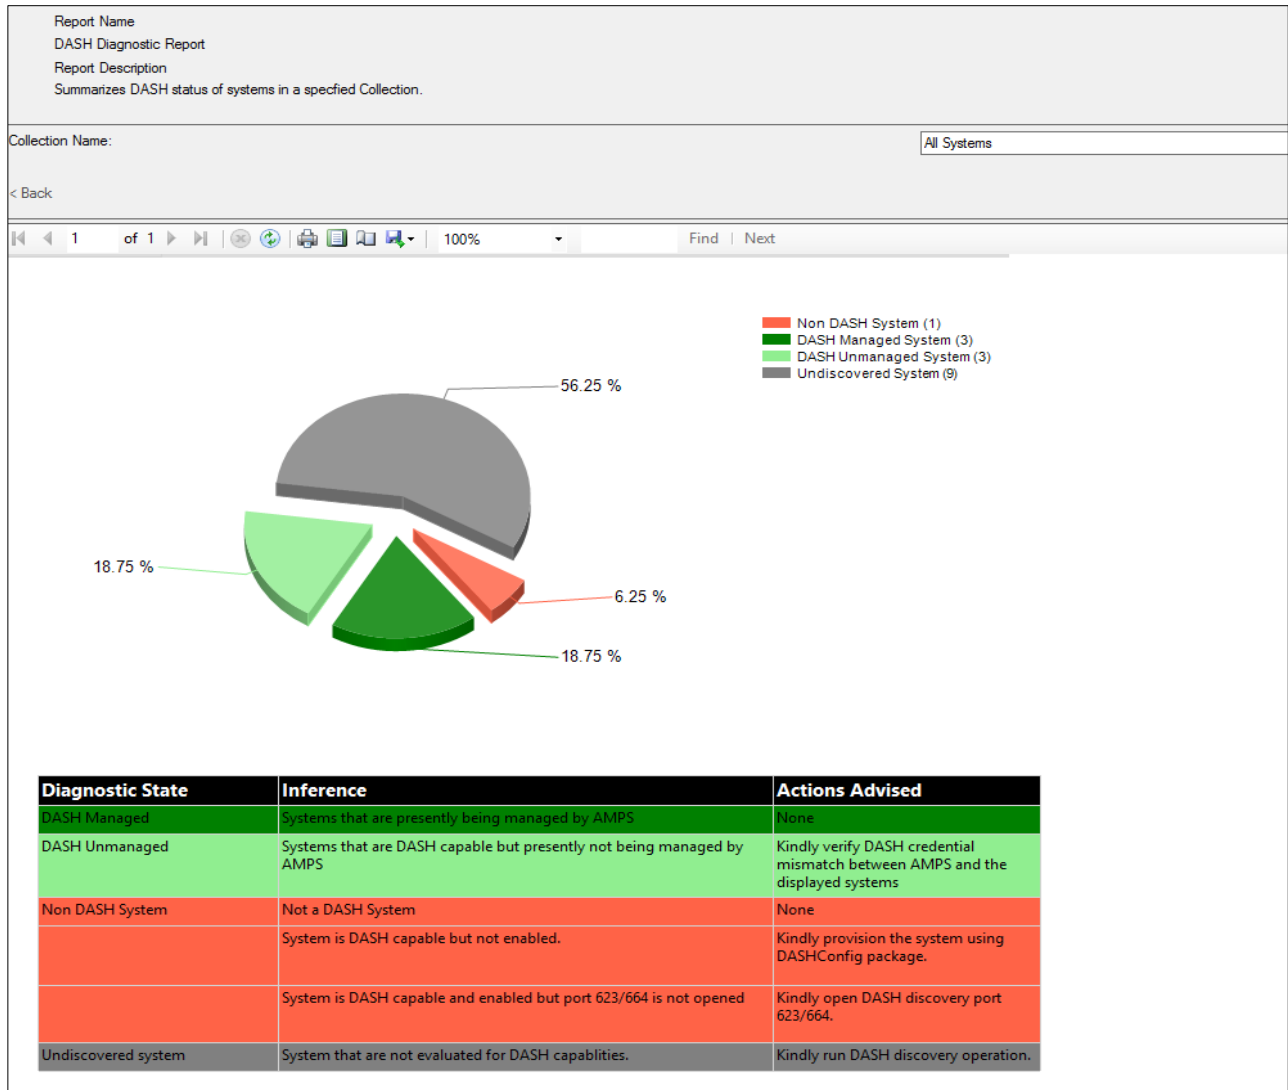 Report Name
DASH Diagnostic Report
Report Description
Summarizes DASH status of systems in a specfied Collection.
Collection Name:
All Systems
< Back
1 of 1
100%
Find | Next
Non DASH System (1)
DASH Managed System (3)
DASH Unmanaged System (3)
Undiscovered System (9)
56.25 %
18.75 %
6.25 %
18.75 %
Diagnostic State Inference Actions Advised
DASH Managed Systems that are presently being managed by AMPS None
DASH Unmanaged Systems that are DASH capable but presently not being managed by
AMPS
Kindly verify DASH credential
mismatch between AMPS and the
displayed systems
Non DASH System Not a DASH System None
System is DASH capable but not enabled.
Kindly provision the system using
DASHConfig package.
System is DASH capable and enabled but port 623/664 is not opened
Kindly open DASH discovery port
623/664.
Undiscovered system System that are not evaluated for DASH capablities. Kindly run DASH discovery operation.